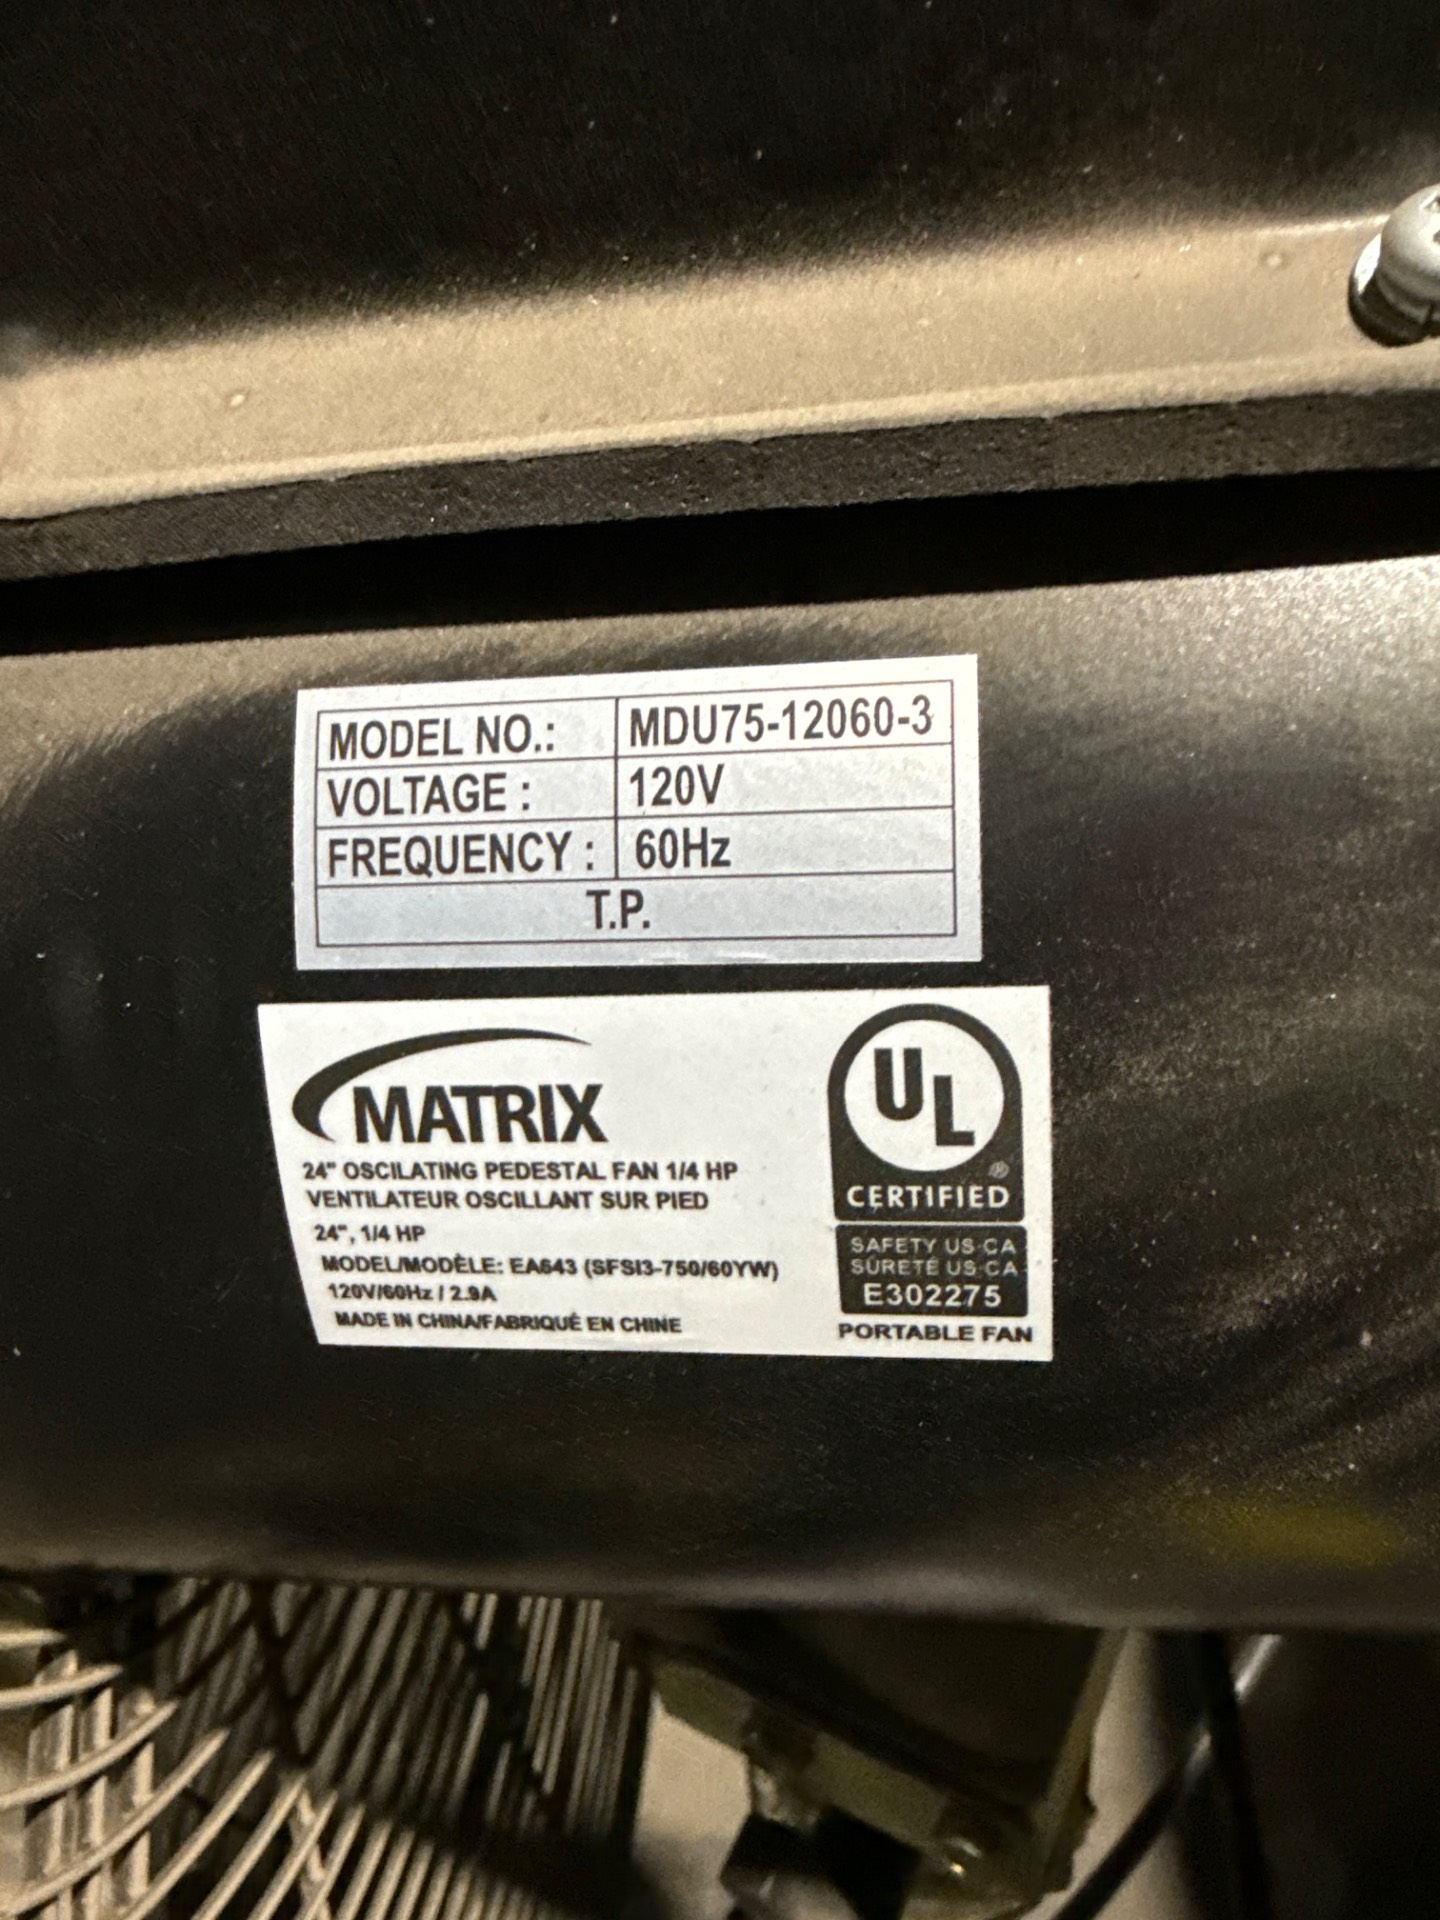 MODEL NO.: MDU75-12060-3
VOLTAGE : 120V
FREQUENCY : 60Hz
T.P.
MATRIX
24" OSCILATING PEDESTAL FAN 1/4 HP
VENTILATEUR OSCILLANT SUR PIED
24", 1/4 HP
MODEL/MODÈLE: EA643 (SFSI3-750/60YW)
120V/60Hz / 2.9A
MADE IN CHINA/FABRIQUÉ EN CHINE
UL
®
CERTIFIED
SAFETY US·CA
SÛRETÉ US·CA
E302275
PORTABLE FAN